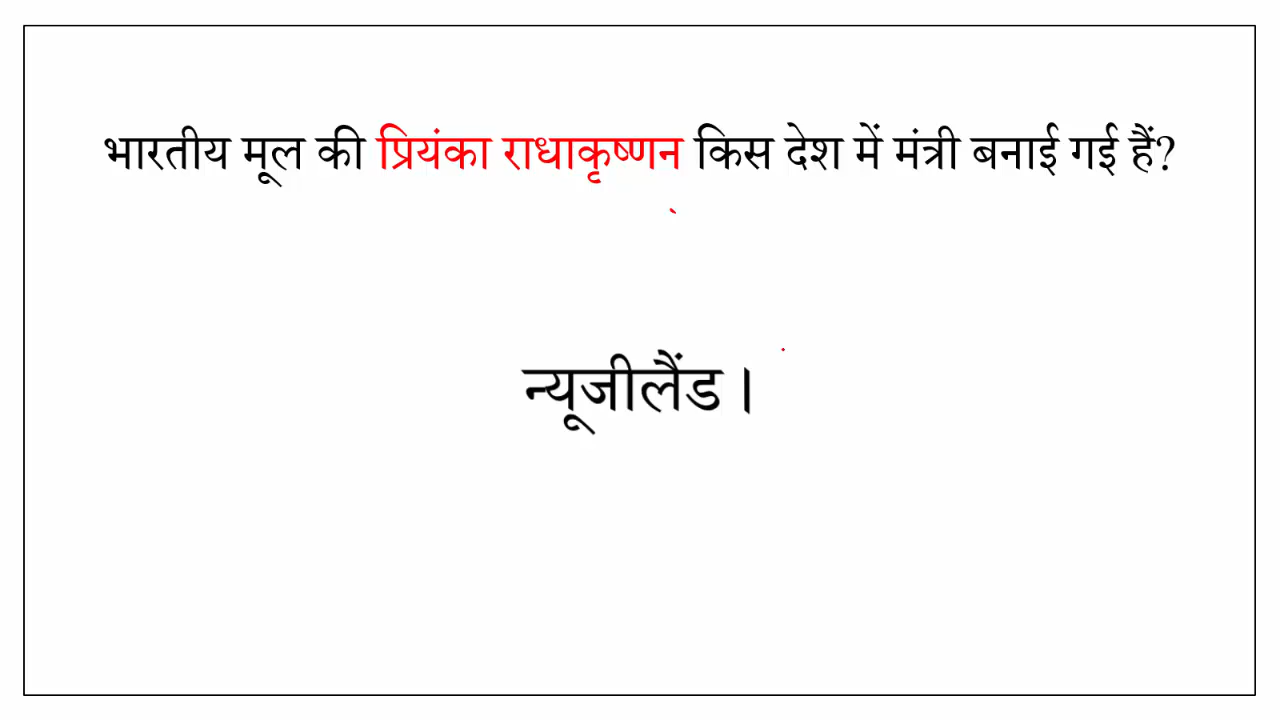 भारतीय मूल की प्रियंका राधाकृष्णन किस देश में मंत्री बनाई गई हैं?
न्यूजीलैंड।